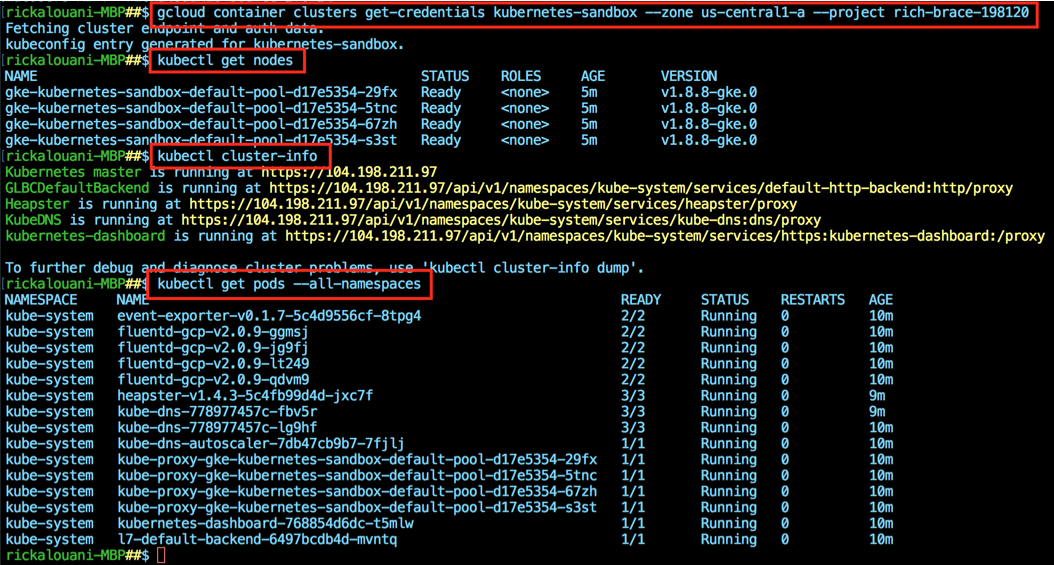 [rickalouani-MBP##$ gcloud container clusters get-credentials kubernetes-sandbox --zone us-central1-a --project rich-brace-198120
Fetching cluster endpoint and auth data.
kubeconfig entry generated for kubernetes-sandbox.
[rickalouani-MBP##$ kubectl get nodes
NAME STATUS ROLES AGE VERSION
gke-kubernetes-sandbox-default-pool-d17e5354-29fx Ready <none> 5m v1.8.8-gke.0
gke-kubernetes-sandbox-default-pool-d17e5354-5tnc Ready <none> 5m v1.8.8-gke.0
gke-kubernetes-sandbox-default-pool-d17e5354-67zh Ready <none> 5m v1.8.8-gke.0
gke-kubernetes-sandbox-default-pool-d17e5354-s3st Ready <none> 5m v1.8.8-gke.0
[rickalouani-MBP##$ kubectl cluster-info
Kubernetes master is running at https://104.198.211.97
GLBCDefaultBackend is running at https://104.198.211.97/api/v1/namespaces/kube-system/services/default-http-backend:http/proxy
Heapster is running at https://104.198.211.97/api/v1/namespaces/kube-system/services/heapster/proxy
KubeDNS is running at https://104.198.211.97/api/v1/namespaces/kube-system/services/kube-dns:dns/proxy
kubernetes-dashboard is running at https://104.198.211.97/api/v1/namespaces/kube-system/services/https:kubernetes-dashboard:/proxy
To further debug and diagnose cluster problems, use 'kubectl cluster-info dump'.
[rickalouani-MBP##$ kubectl get pods --all-namespaces
NAMESPACE NAME READY STATUS RESTARTS AGE
kube-system event-exporter-v0.1.7-5c4d9556cf-8tpg4 2/2 Running 0 10m
kube-system fluentd-gcp-v2.0.9-ggmsj 2/2 Running 0 10m
kube-system fluentd-gcp-v2.0.9-jg9fj 2/2 Running 0 10m
kube-system fluentd-gcp-v2.0.9-lt249 2/2 Running 0 10m
kube-system fluentd-gcp-v2.0.9-qdvm9 2/2 Running 0 10m
kube-system heapster-v1.4.3-5c4fb99d4d-jxc7f 3/3 Running 0 9m
kube-system kube-dns-778977457c-fbv5r 3/3 Running 0 9m
kube-system kube-dns-778977457c-lg9hf 3/3 Running 0 10m
kube-system kube-dns-autoscaler-7db47cb9b7-7fjlj 1/1 Running 0 10m
kube-system kube-proxy-gke-kubernetes-sandbox-default-pool-d17e5354-29fx 1/1 Running 0 10m
kube-system kube-proxy-gke-kubernetes-sandbox-default-pool-d17e5354-5tnc 1/1 Running 0 10m
kube-system kube-proxy-gke-kubernetes-sandbox-default-pool-d17e5354-67zh 1/1 Running 0 10m
kube-system kube-proxy-gke-kubernetes-sandbox-default-pool-d17e5354-s3st 1/1 Running 0 10m
kube-system kubernetes-dashboard-768854d6dc-t5mlw 1/1 Running 0 10m
kube-system l7-default-backend-6497bcdb4d-mvntq 1/1 Running 0 10m
rickalouani-MBP##$